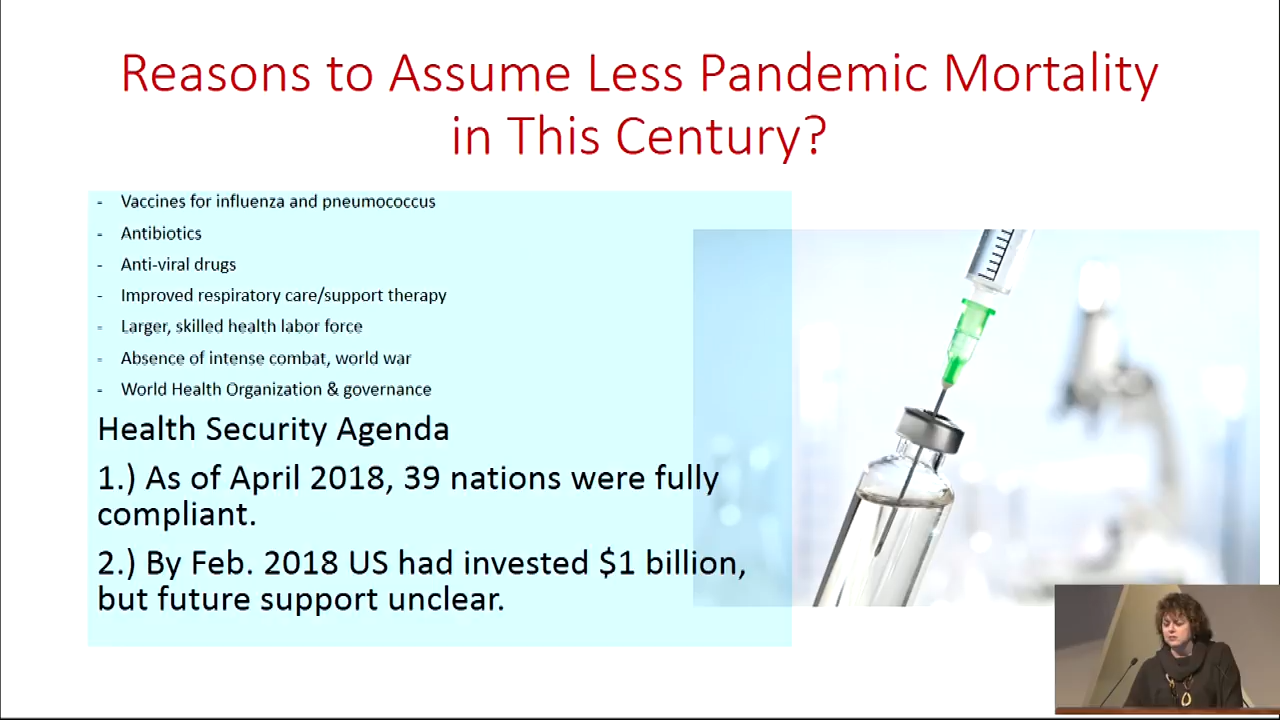 Reasons to Assume Less Pandemic Mortality
in This Century?
- Vaccines for influenza and pneumococcus
- Antibiotics
- Anti-viral drugs
- Improved respiratory care/support therapy
- Larger, skilled health labor force
- Absence of intense combat, world war
- World Health Organization & governance
Health Security Agenda
1.) As of April 2018, 39 nations were fully
compliant.
2.) By Feb. 2018 US had invested $1 billion,
but future support unclear.